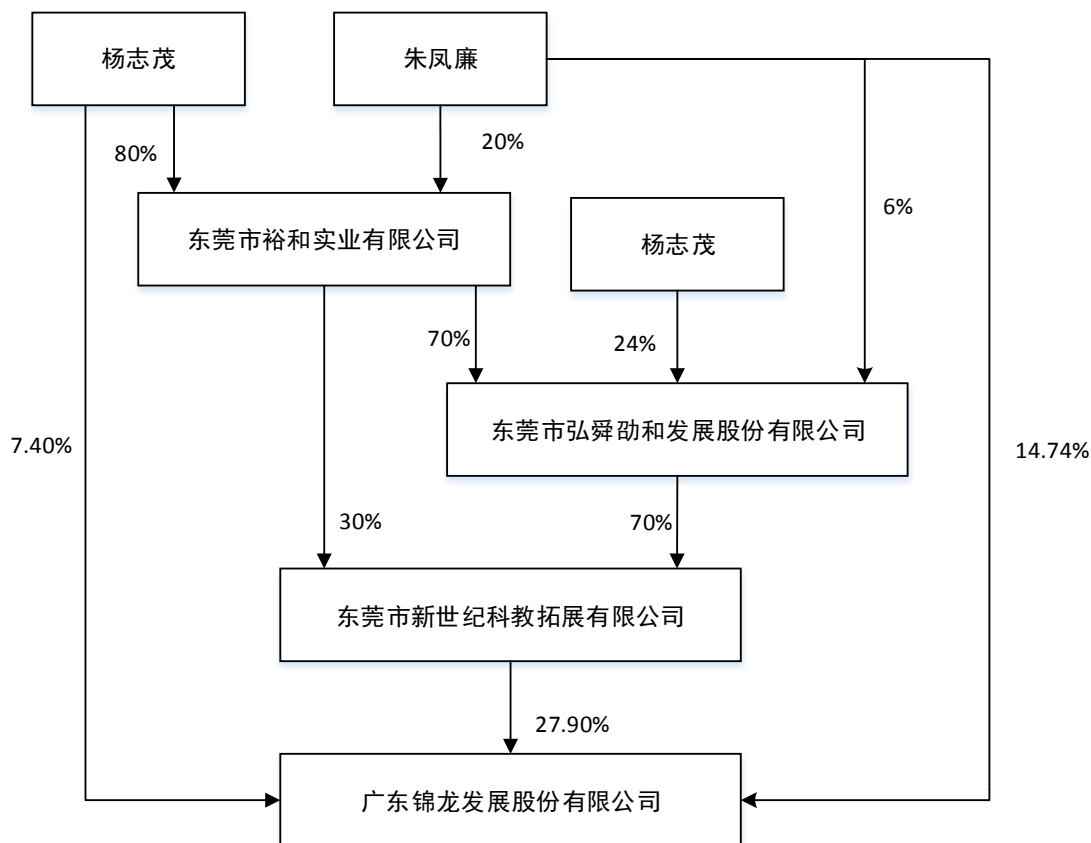 杨志茂
朱凤廉
80%
20%
6%
东莞市裕和实业有限公司
杨志茂
70%
24%
东莞市弘舜劭和发展股份有限公司
7.40%
14.74%
30%
70%
东莞市新世纪科教拓展有限公司
27.90%
广东锦龙发展股份有限公司